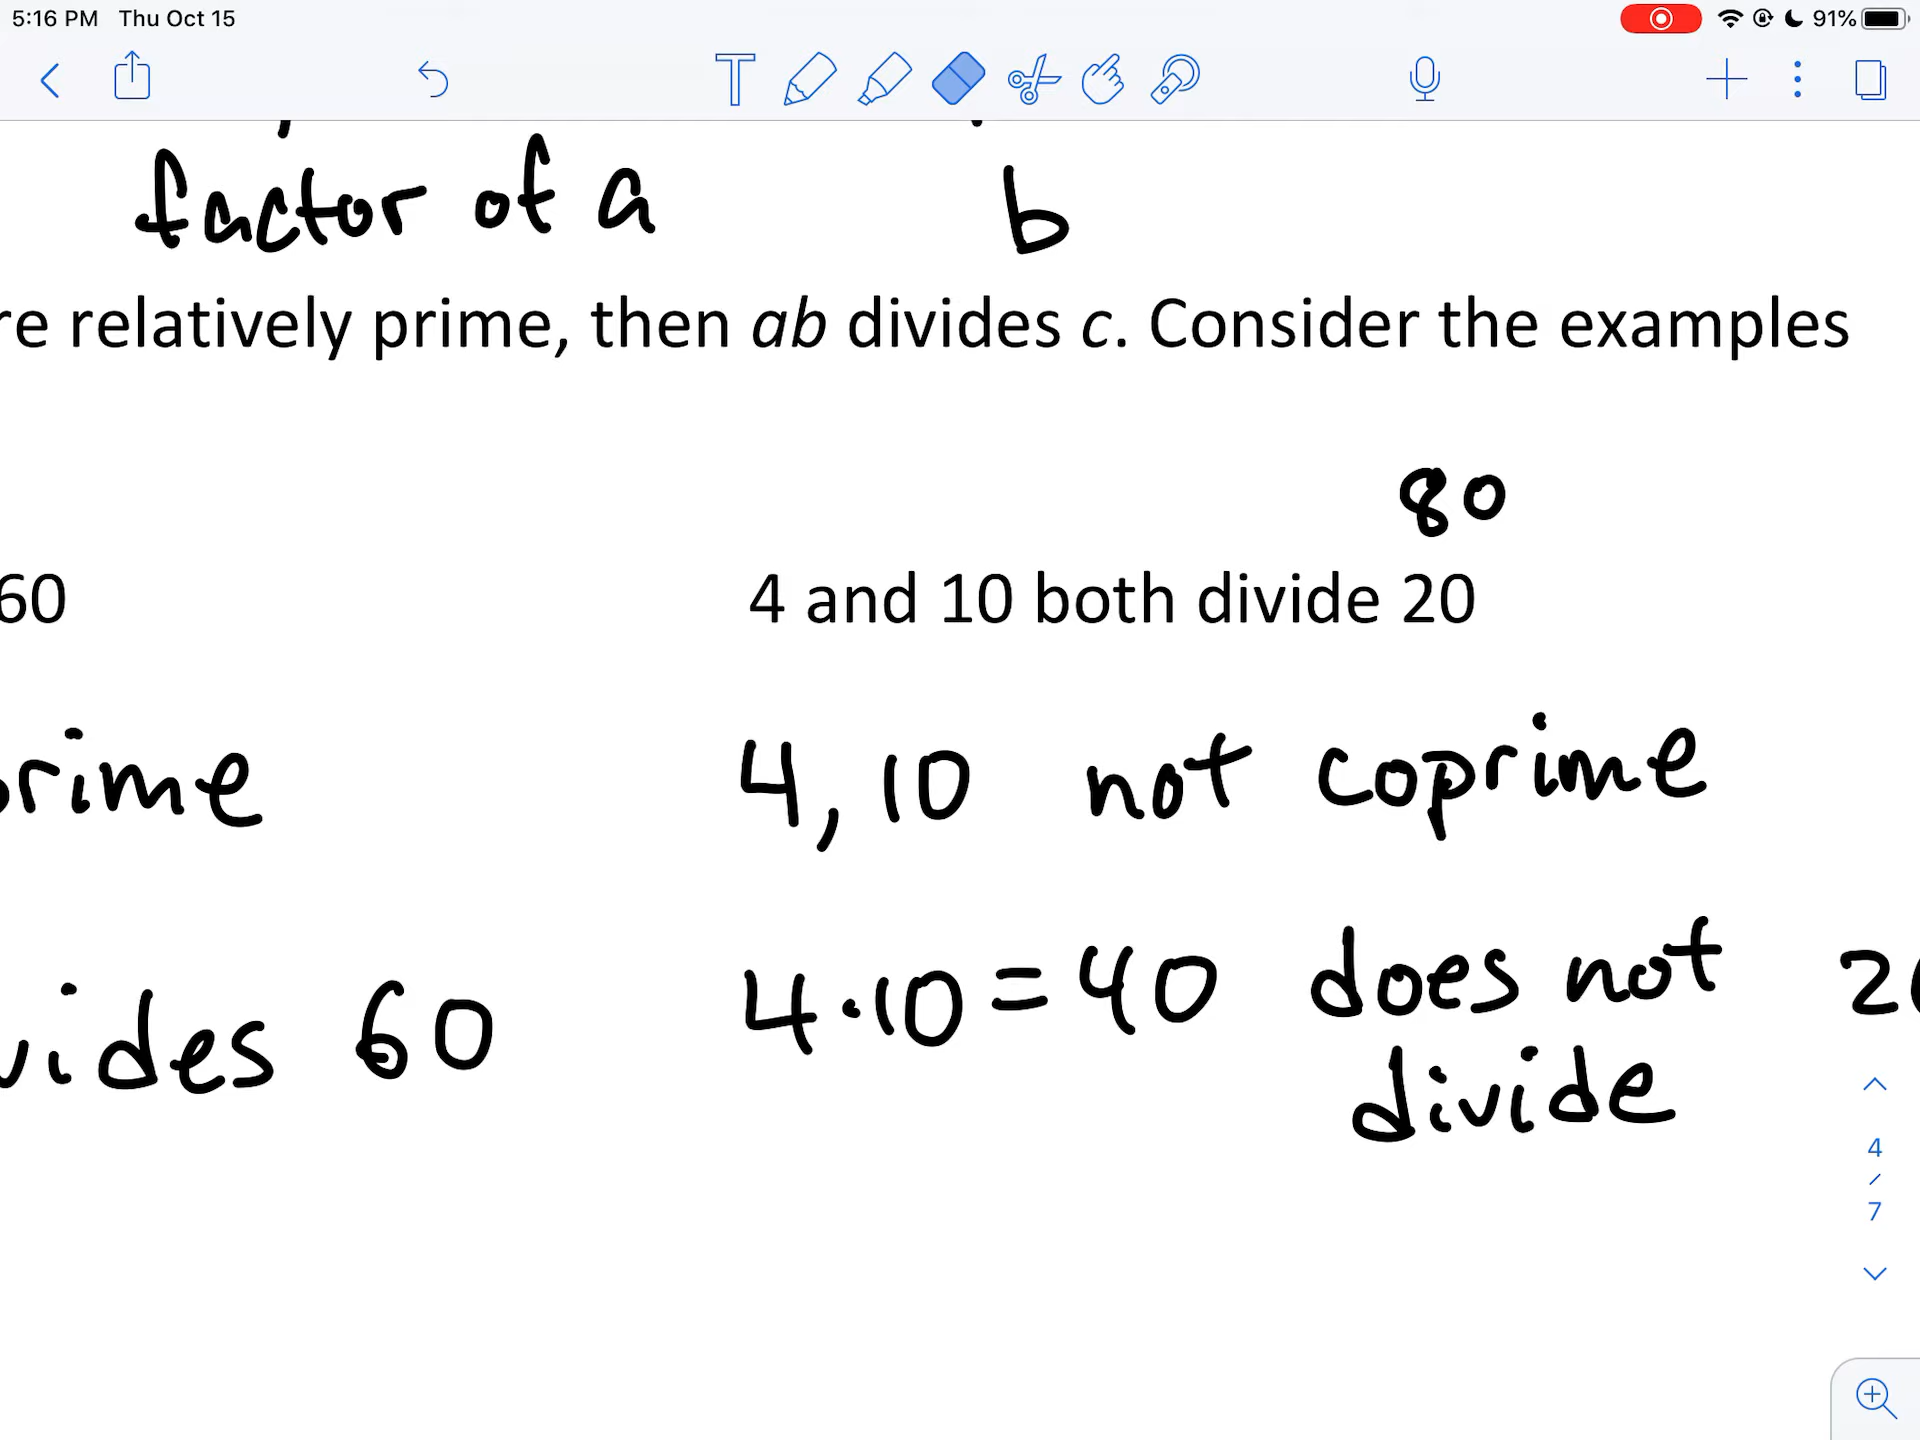 5:16 PM Thu Oct 15
91%
factor of a
b
re relatively prime, then ab divides c. Consider the examples
80
60
4 and 10 both divide 20
rime
4, 10 not coprime
4·10=40 does not 20
vides 60
divide
4
/
7